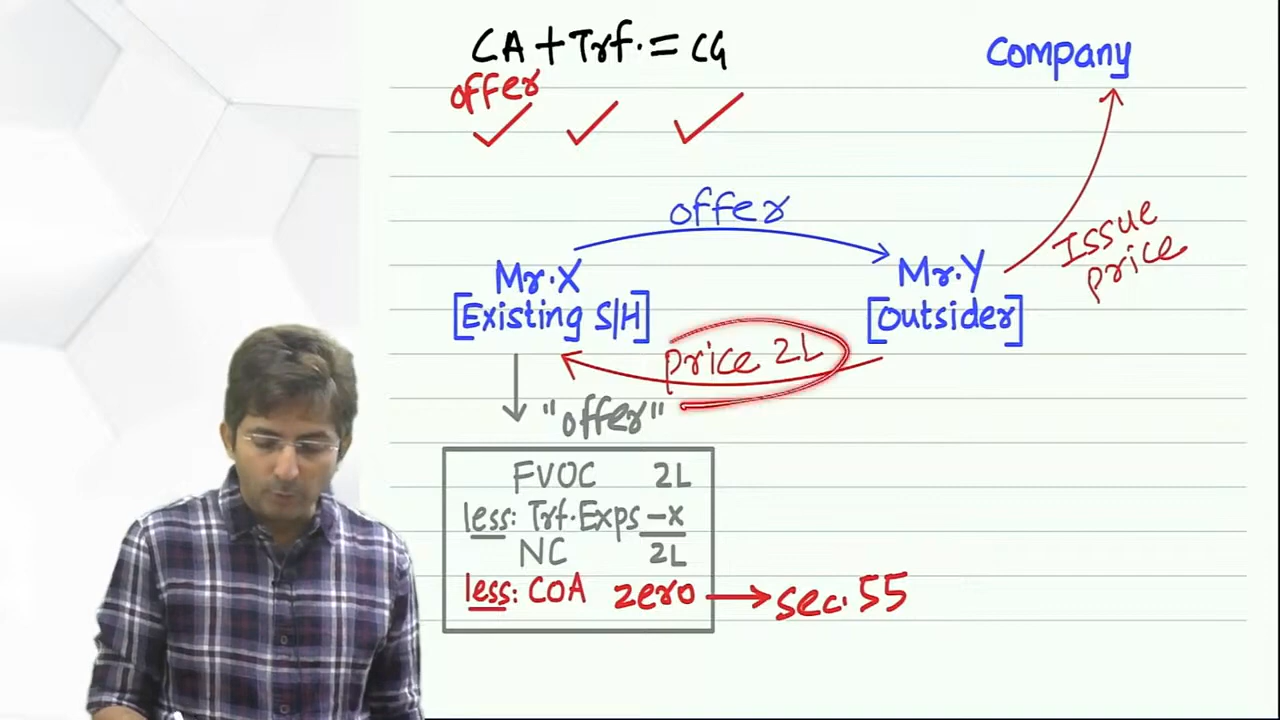 CA + Trf. = CG
Company
offer
offer
Issue price
Mr.X
[Existing S/H]
Mr.Y
[outsider]
price 2L
"offer"
FVOC 2L
less: Trf.Exps -x
NC 2L
less: COA zero → sec. 55